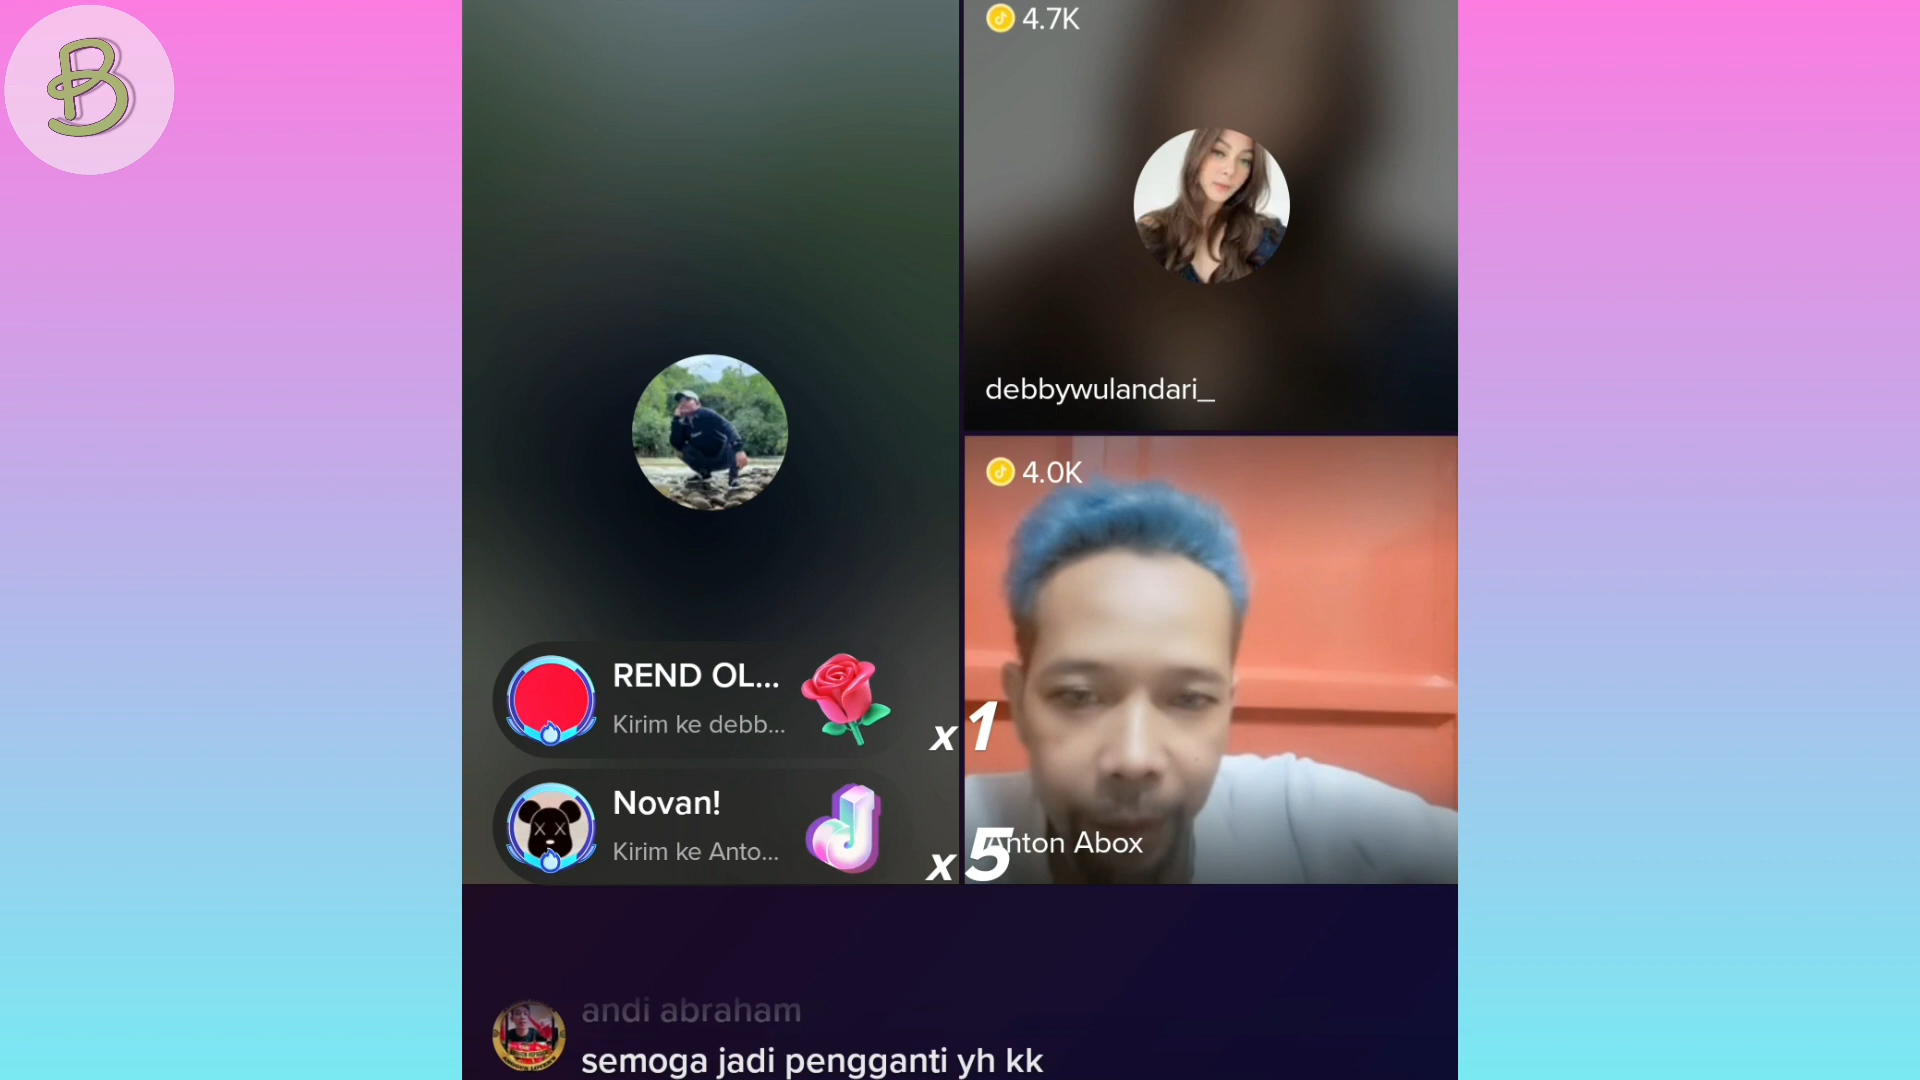 B
4.7K
debbywulandari_
4.0K
REND OL...
Kirim ke debb...
x1
Novan!
Kirim ke Anto...
x5
Anton Abox
andi abraham
semoga jadi pengganti yh kk